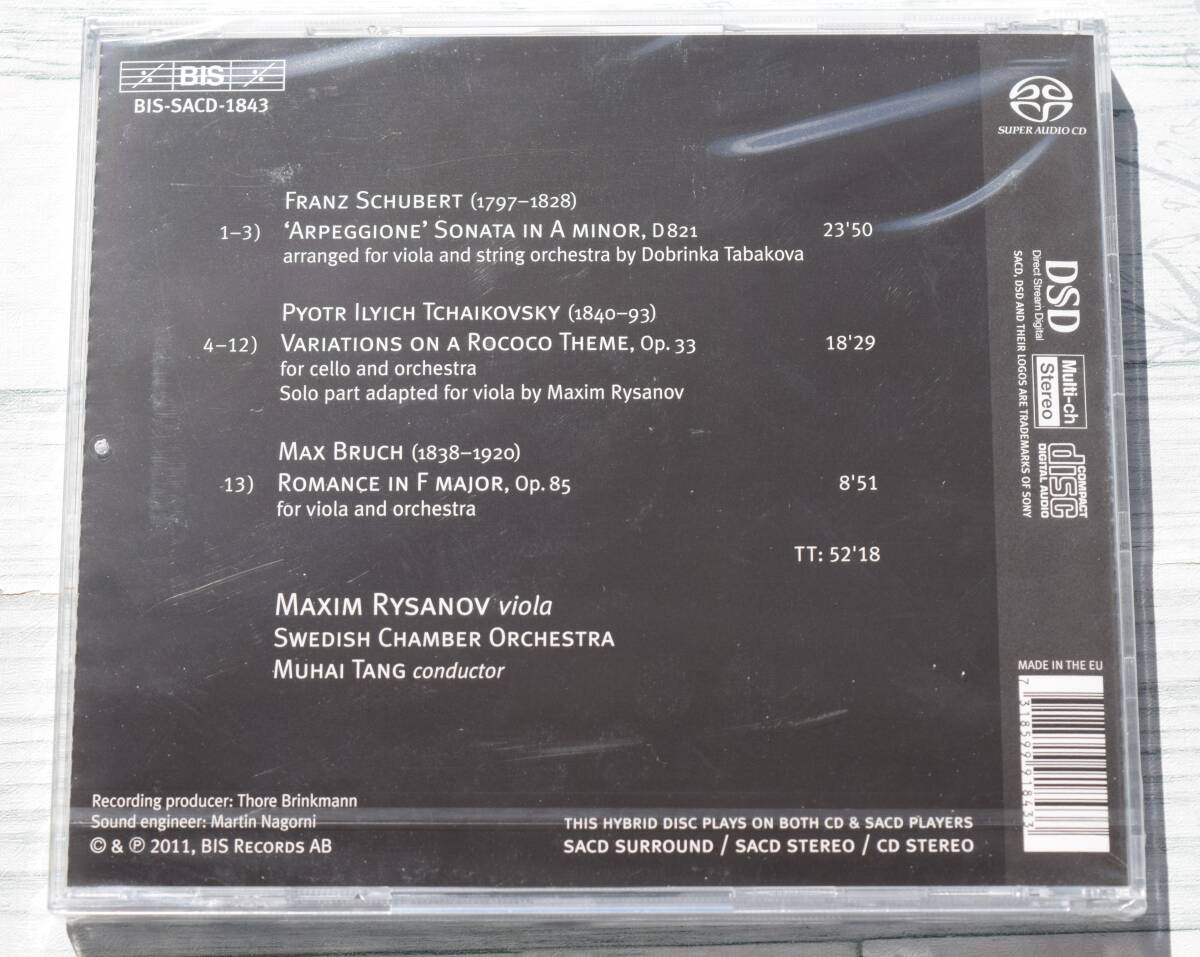 BIS
BIS-SACD-1843
FRANZ SCHUBERT (1797–1828)
1–3) ‘ARPEGGIONE’ SONATA IN A MINOR, D 821 23'50
arranged for viola and string orchestra by Dobrinka Tabakova
PYOTR ILYICH TCHAIKOVSKY (1840–93)
4–12) VARIATIONS ON A ROCOCO THEME, Op. 33 18'29
for cello and orchestra
Solo part adapted for viola by Maxim Rysanov
MAX BRUCH (1838–1920)
13) ROMANCE IN F MAJOR, Op. 85 8'51
for viola and orchestra
TT: 52'18
MAXIM RYSANOV viola
SWEDISH CHAMBER ORCHESTRA
MUHAI TANG conductor
Recording producer: Thore Brinkmann
Sound engineer: Martin Nagorni
© & ℗ 2011, BIS RECORDS AB
THIS HYBRID DISC PLAYS ON BOTH CD & SACD PLAYERS
SACD SURROUND / SACD STEREO / CD STEREO
SUPER AUDIO CD
DSD
Direct Stream Digital
SACD, DSD AND THEIR LOGOS ARE TRADEMARKS OF SONY
Multi-ch
Stereo
COMPACT
disc
DIGITAL AUDIO
MADE IN THE EU
7 318599 918433